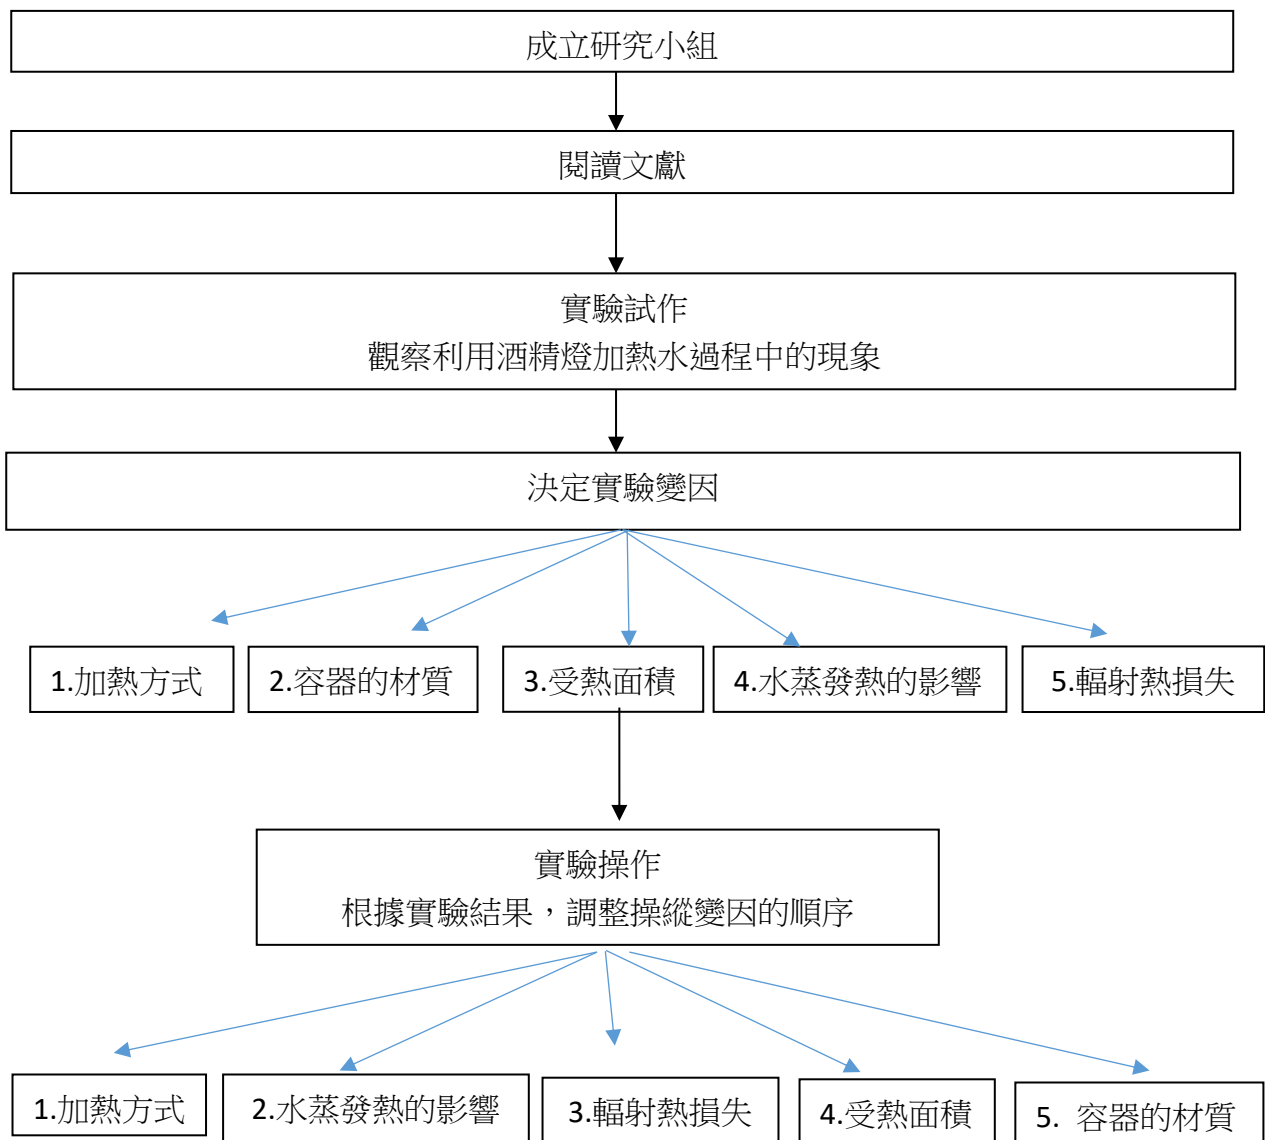 成立研究小組
閱讀文獻
實驗試作
觀察利用酒精燈加熱水過程中的現象
決定實驗變因
1.加熱方式
2.容器的材質
3.受熱面積
4.水蒸發熱的影響
5.輻射熱損失
實驗操作
根據實驗結果，調整操縱變因的順序
1.加熱方式
2.水蒸發熱的影響
3.輻射熱損失
4.受熱面積
5. 容器的材質